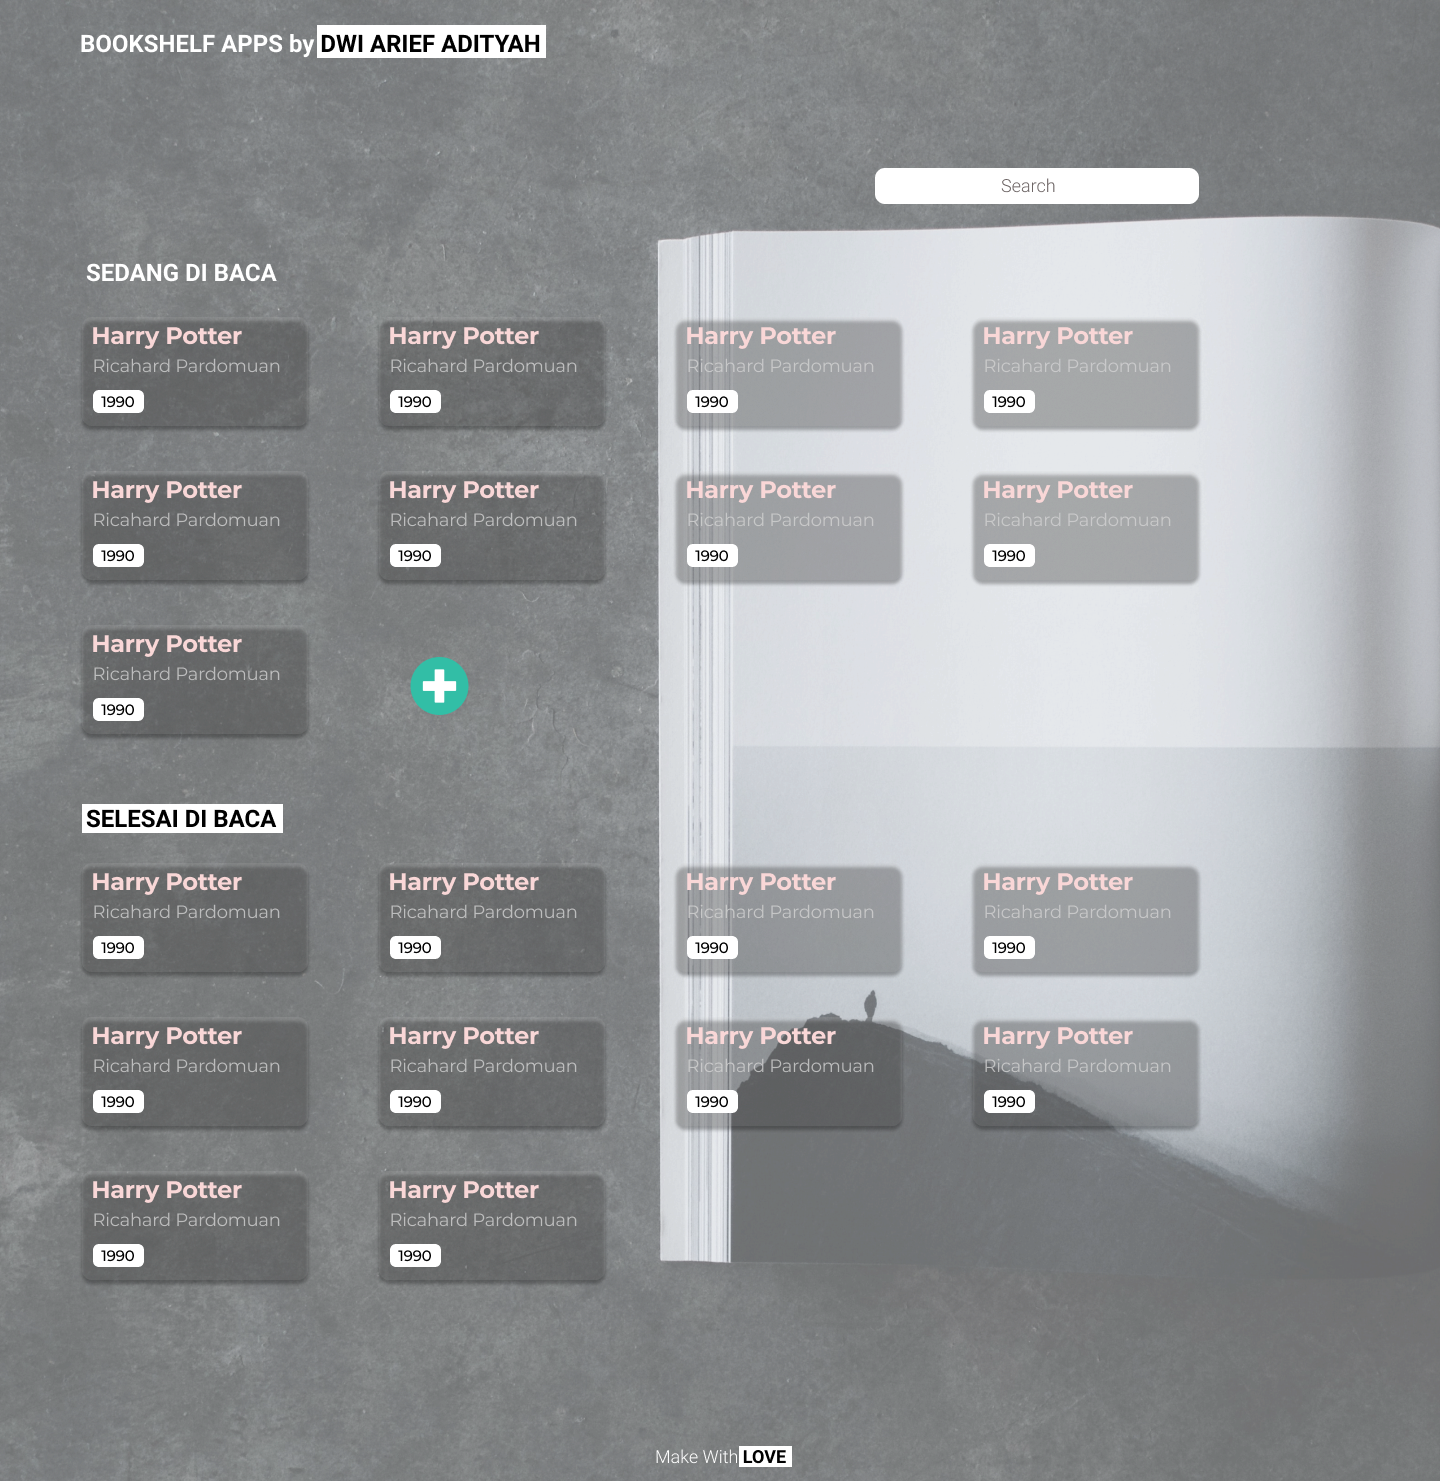 BOOKSHELF APPS by DWI ARIEF ADITYAH
Search
SEDANG DI BACA
Harry Potter
Ricahard Pardomuan
1990
Harry Potter
Ricahard Pardomuan
1990
Harry Potter
Ricahard Pardomuan
1990
Harry Potter
Ricahard Pardomuan
1990
Harry Potter
Ricahard Pardomuan
1990
Harry Potter
Ricahard Pardomuan
1990
Harry Potter
Ricahard Pardomuan
1990
Harry Potter
Ricahard Pardomuan
1990
Harry Potter
Ricahard Pardomuan
1990
SELESAI DI BACA
Harry Potter
Ricahard Pardomuan
1990
Harry Potter
Ricahard Pardomuan
1990
Harry Potter
Ricahard Pardomuan
1990
Harry Potter
Ricahard Pardomuan
1990
Harry Potter
Ricahard Pardomuan
1990
Harry Potter
Ricahard Pardomuan
1990
Harry Potter
Ricahard Pardomuan
1990
Harry Potter
Ricahard Pardomuan
1990
Harry Potter
Ricahard Pardomuan
1990
Harry Potter
Ricahard Pardomuan
1990
Make With LOVE